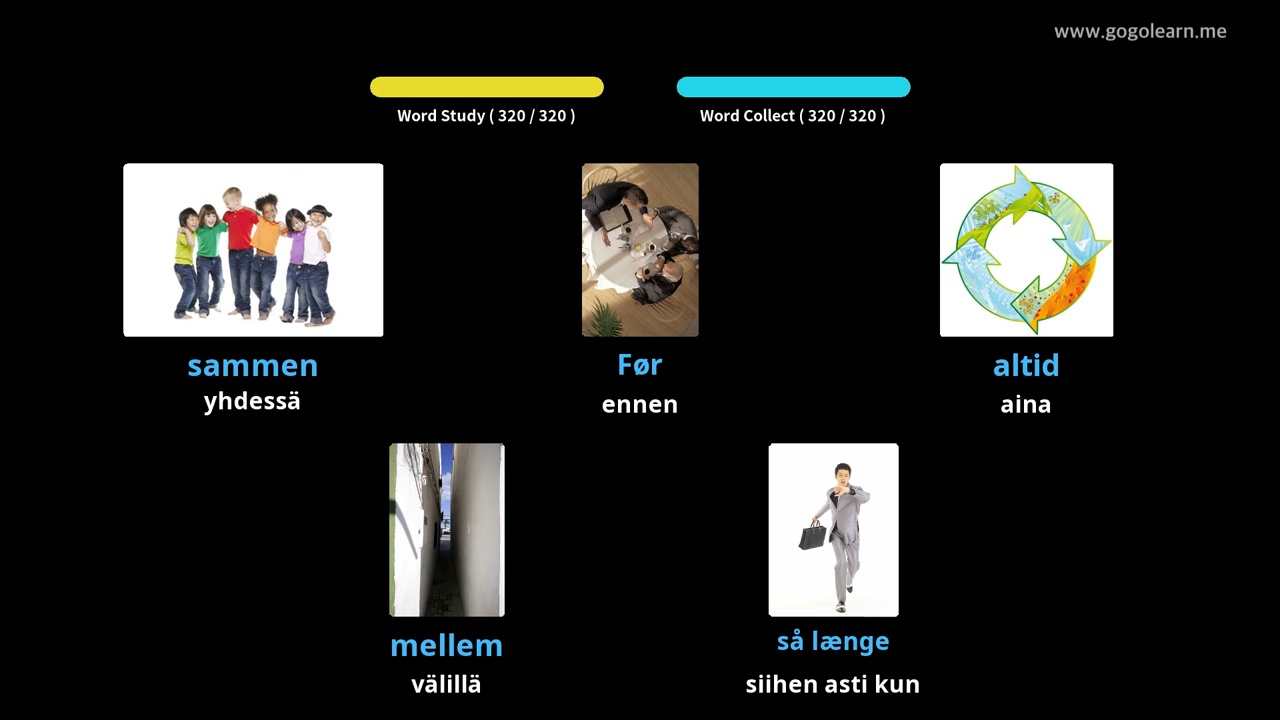 www.gogolearn.me
Word Study ( 320 / 320 )
Word Collect ( 320 / 320 )
sammen
yhdessä
Før
ennen
altid
aina
mellem
välillä
så længe
siihen asti kun